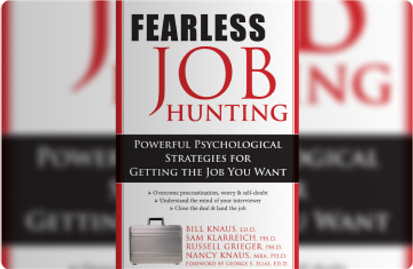 FEARLESS
JOB
HUNTING
POWERFUL PSYCHOLOGICAL
STRATEGIES FOR
GETTING THE JOB YOU WANT
Overcome procrastination, worry & self-doubt
Understand the mind of your interviewer
Close the deal & land the job
BILL KNAUS, ED.D.
SAM KLARREICH, PH.D.
RUSSELL GRIEGER, PH.D.
NANCY KNAUS, MBA, PH.D.
FOREWORD BY GEORGE S. ELIAS, ED.D.